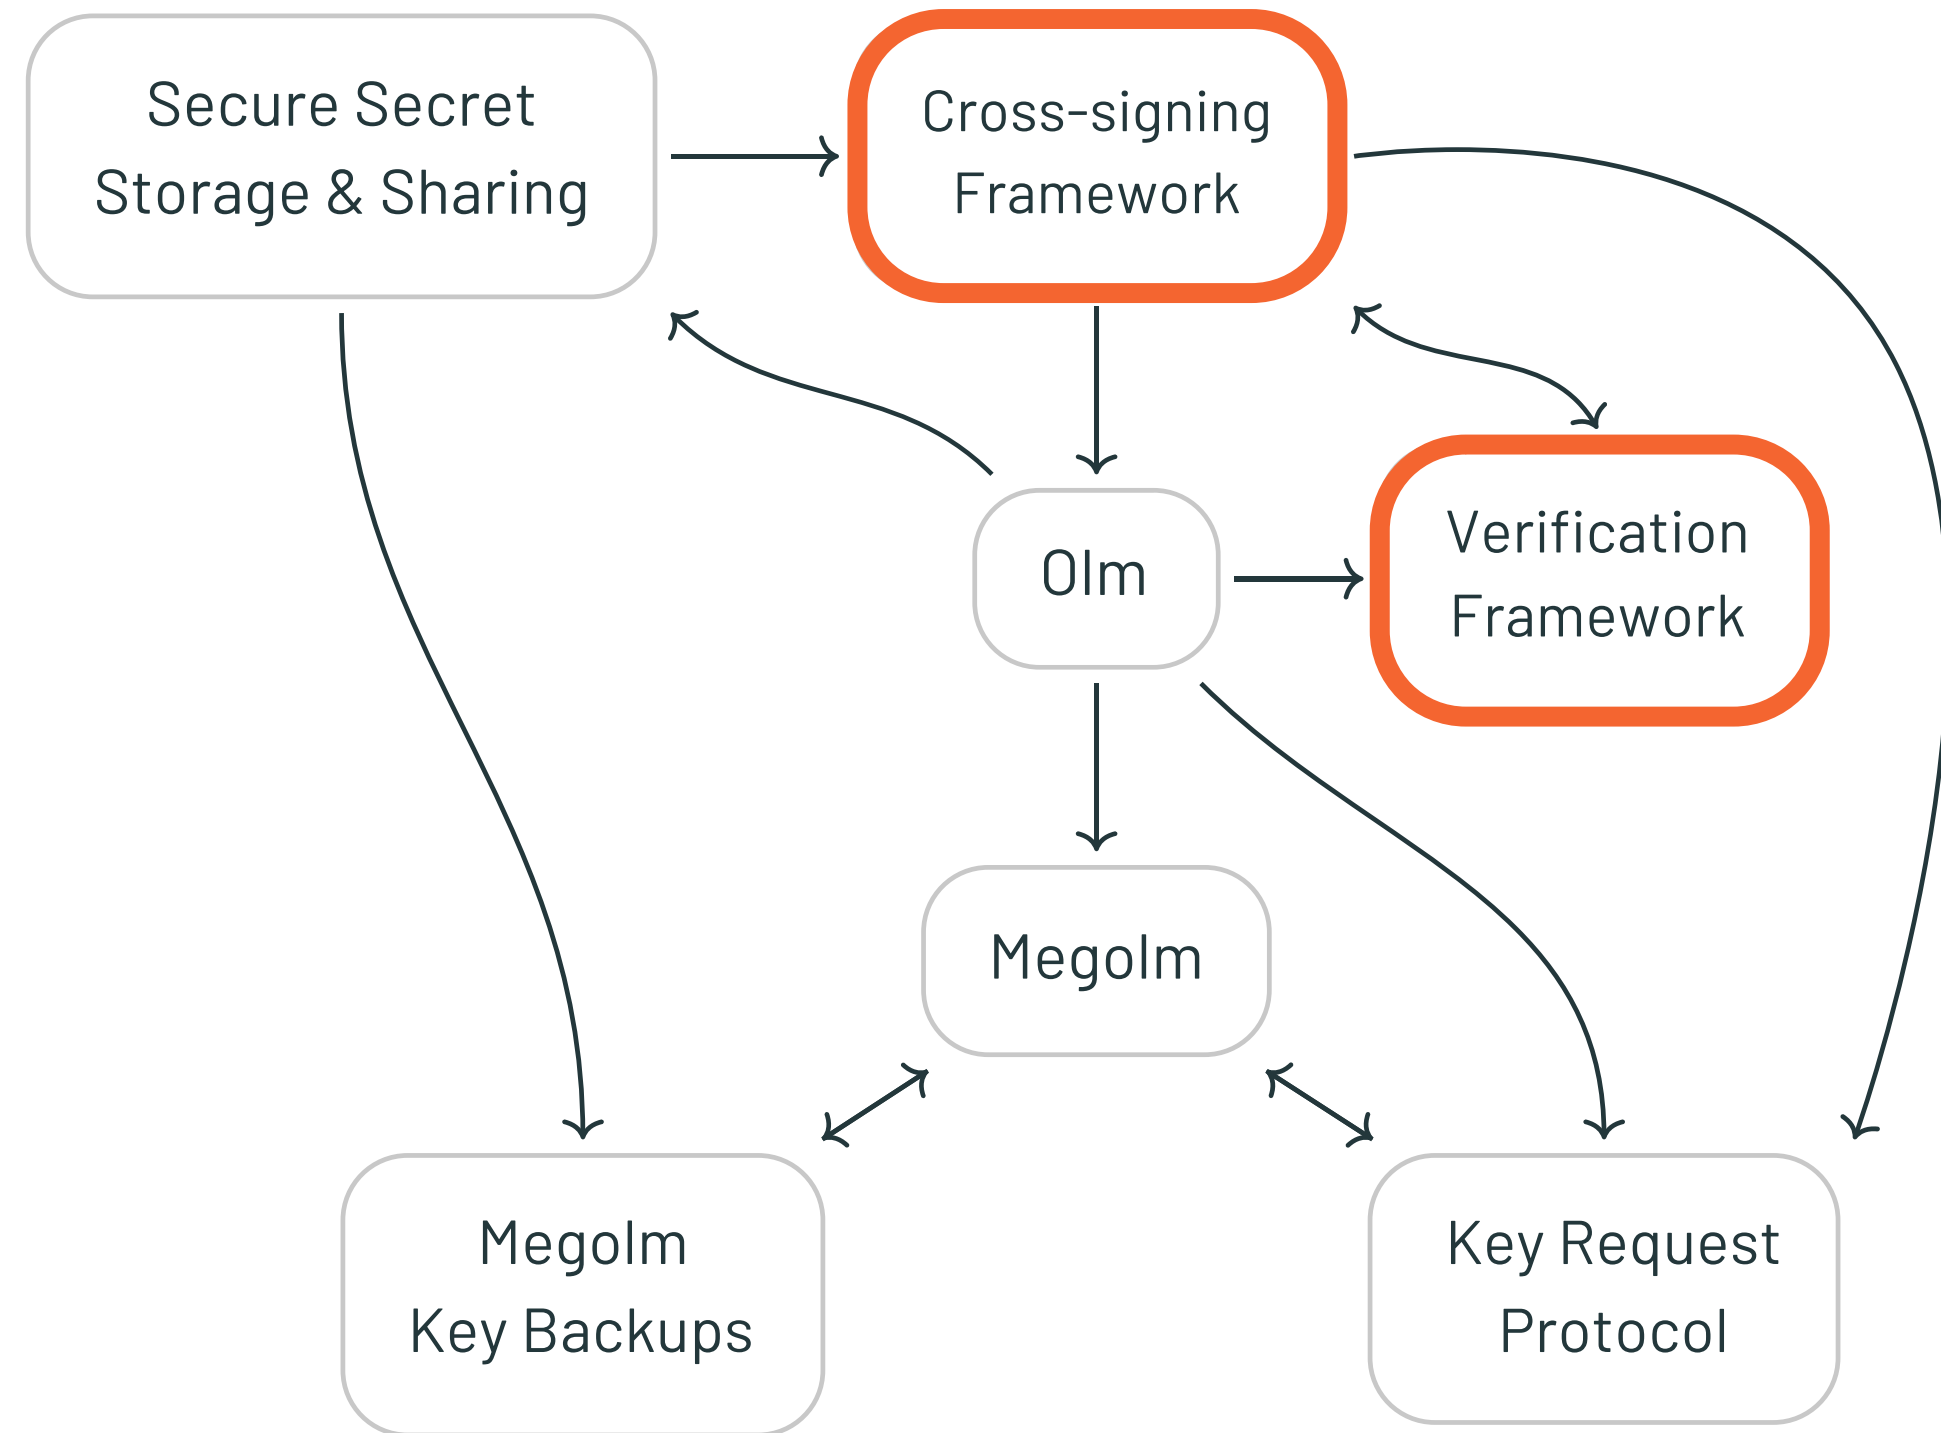 Secure Secret
Storage & Sharing
Cross-signing
Framework
Olm
Verification
Framework
Megolm
Megolm
Key Backups
Key Request
Protocol